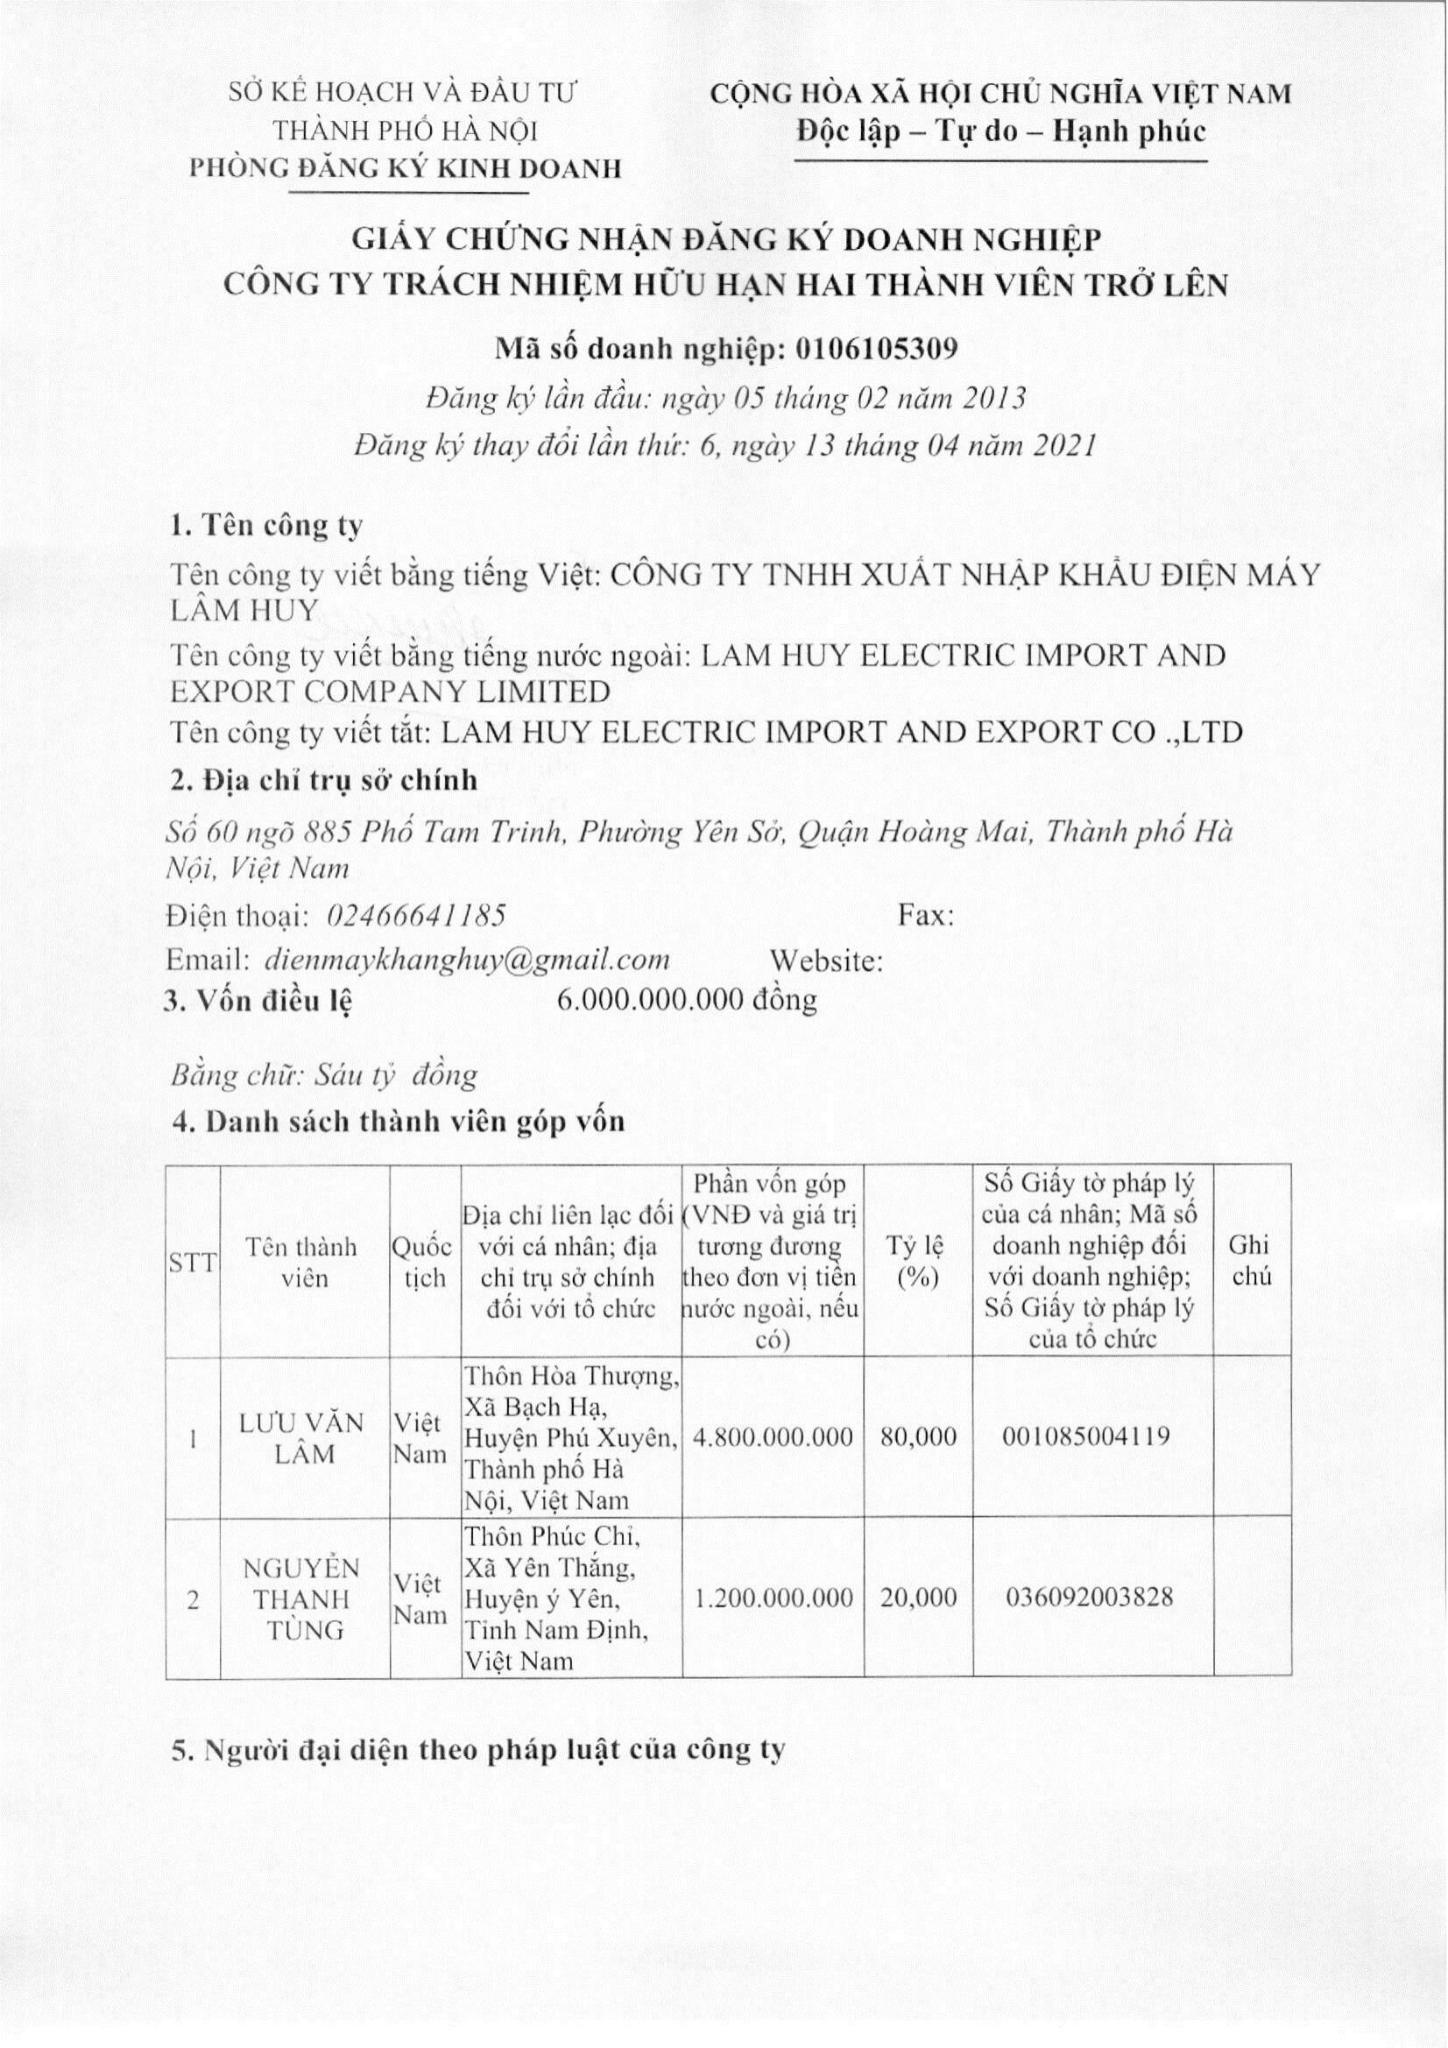 SỞ KẾ HOẠCH VÀ ĐẦU TƯ
THÀNH PHỐ HÀ NỘI
PHÒNG ĐĂNG KÝ KINH DOANH
CỘNG HÒA XÃ HỘI CHỦ NGHĨA VIỆT NAM
Độc lập – Tự do – Hạnh phúc
GIẤY CHỨNG NHẬN ĐĂNG KÝ DOANH NGHIỆP
CÔNG TY TRÁCH NHIỆM HỮU HẠN HAI THÀNH VIÊN TRỞ LÊN
Mã số doanh nghiệp: 0106105309
Đăng ký lần đầu: ngày 05 tháng 02 năm 2013
Đăng ký thay đổi lần thứ: 6, ngày 13 tháng 04 năm 2021
1. Tên công ty
Tên công ty viết bằng tiếng Việt: CÔNG TY TNHH XUẤT NHẬP KHẨU ĐIỆN MÁY
LÂM HUY
Tên công ty viết bằng tiếng nước ngoài: LAM HUY ELECTRIC IMPORT AND
EXPORT COMPANY LIMITED
Tên công ty viết tắt: LAM HUY ELECTRIC IMPORT AND EXPORT CO .,LTD
2. Địa chỉ trụ sở chính
Số 60 ngõ 885 Phố Tam Trinh, Phường Yên Sở, Quận Hoàng Mai, Thành phố Hà
Nội, Việt Nam
Điện thoại: 02466641185 Fax:
Email: dienmaykhanghuy@gmail.com Website:
3. Vốn điều lệ 6.000.000.000 đồng
Bằng chữ: Sáu tỷ đồng
4. Danh sách thành viên góp vốn
STT
Tên thành
viên
Quốc
tịch
Địa chỉ liên lạc đối
với cá nhân; địa
chỉ trụ sở chính
đối với tổ chức
Phần vốn góp
(VNĐ và giá trị
tương đương
theo đơn vị tiền
nước ngoài, nếu
có)
Tỷ lệ
(%)
Số Giấy tờ pháp lý
của cá nhân; Mã số
doanh nghiệp đối
với doanh nghiệp;
Số Giấy tờ pháp lý
của tổ chức
Ghi
chú
1
LƯU VĂN
LÂM
Việt
Nam
Thôn Hòa Thượng,
Xã Bạch Hạ,
Huyện Phú Xuyên,
Thành phố Hà
Nội, Việt Nam
4.800.000.000
80,000
001085004119
2
NGUYỄN
THANH
TÙNG
Việt
Nam
Thôn Phúc Chỉ,
Xã Yên Thắng,
Huyện ý Yên,
Tỉnh Nam Định,
Việt Nam
1.200.000.000
20,000
036092003828
5. Người đại diện theo pháp luật của công ty